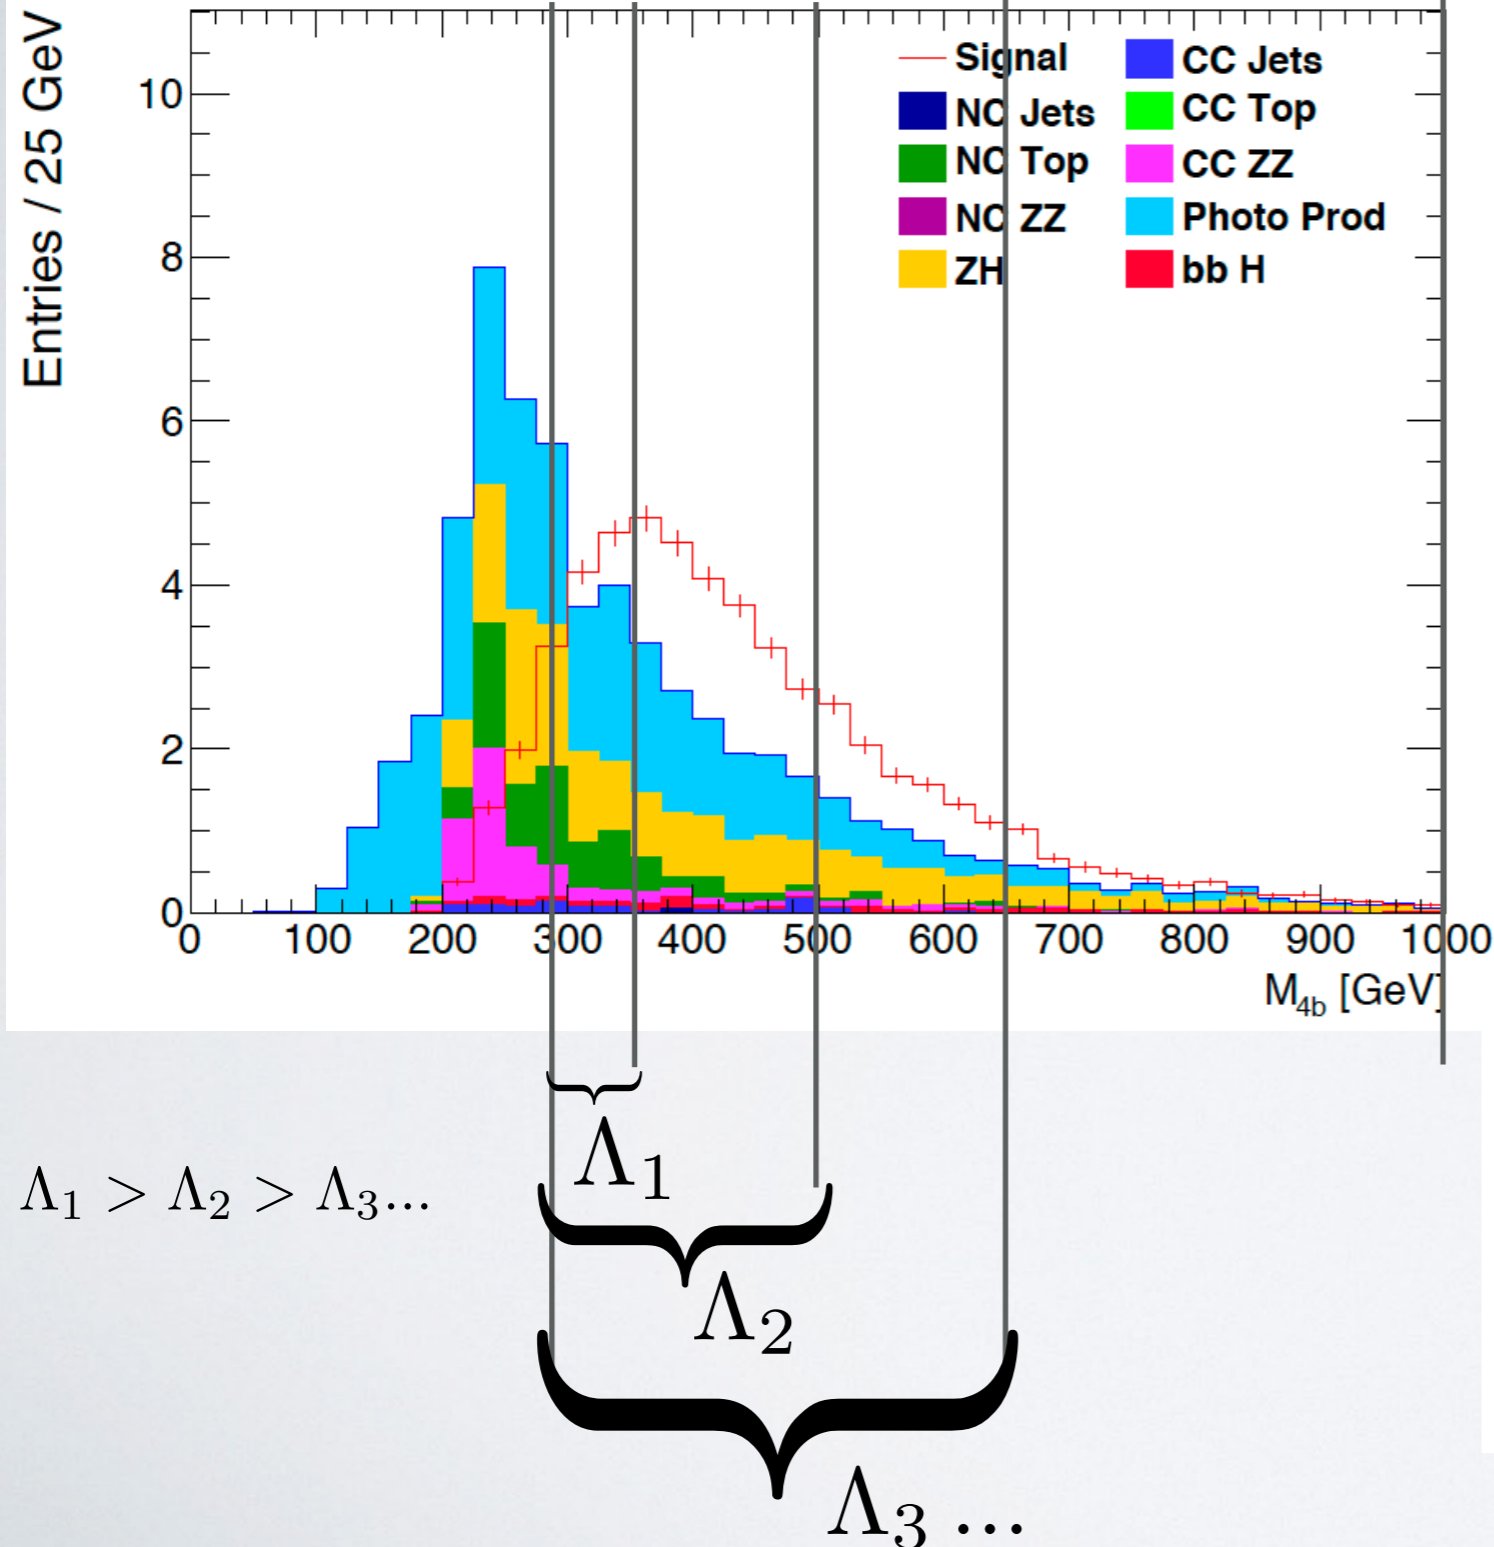 Entries / 25 GeV
10
8
6
4
2
0
Signal
CC Jets
NC Jets
CC Top
NC Top
CC ZZ
NC ZZ
Photo Prod
ZH
bb H
0 100 200 300 400 500 600 700 800 900 1000
M4b [GeV]
Λ1
Λ1 > Λ2 > Λ3...
Λ2
Λ3 ...